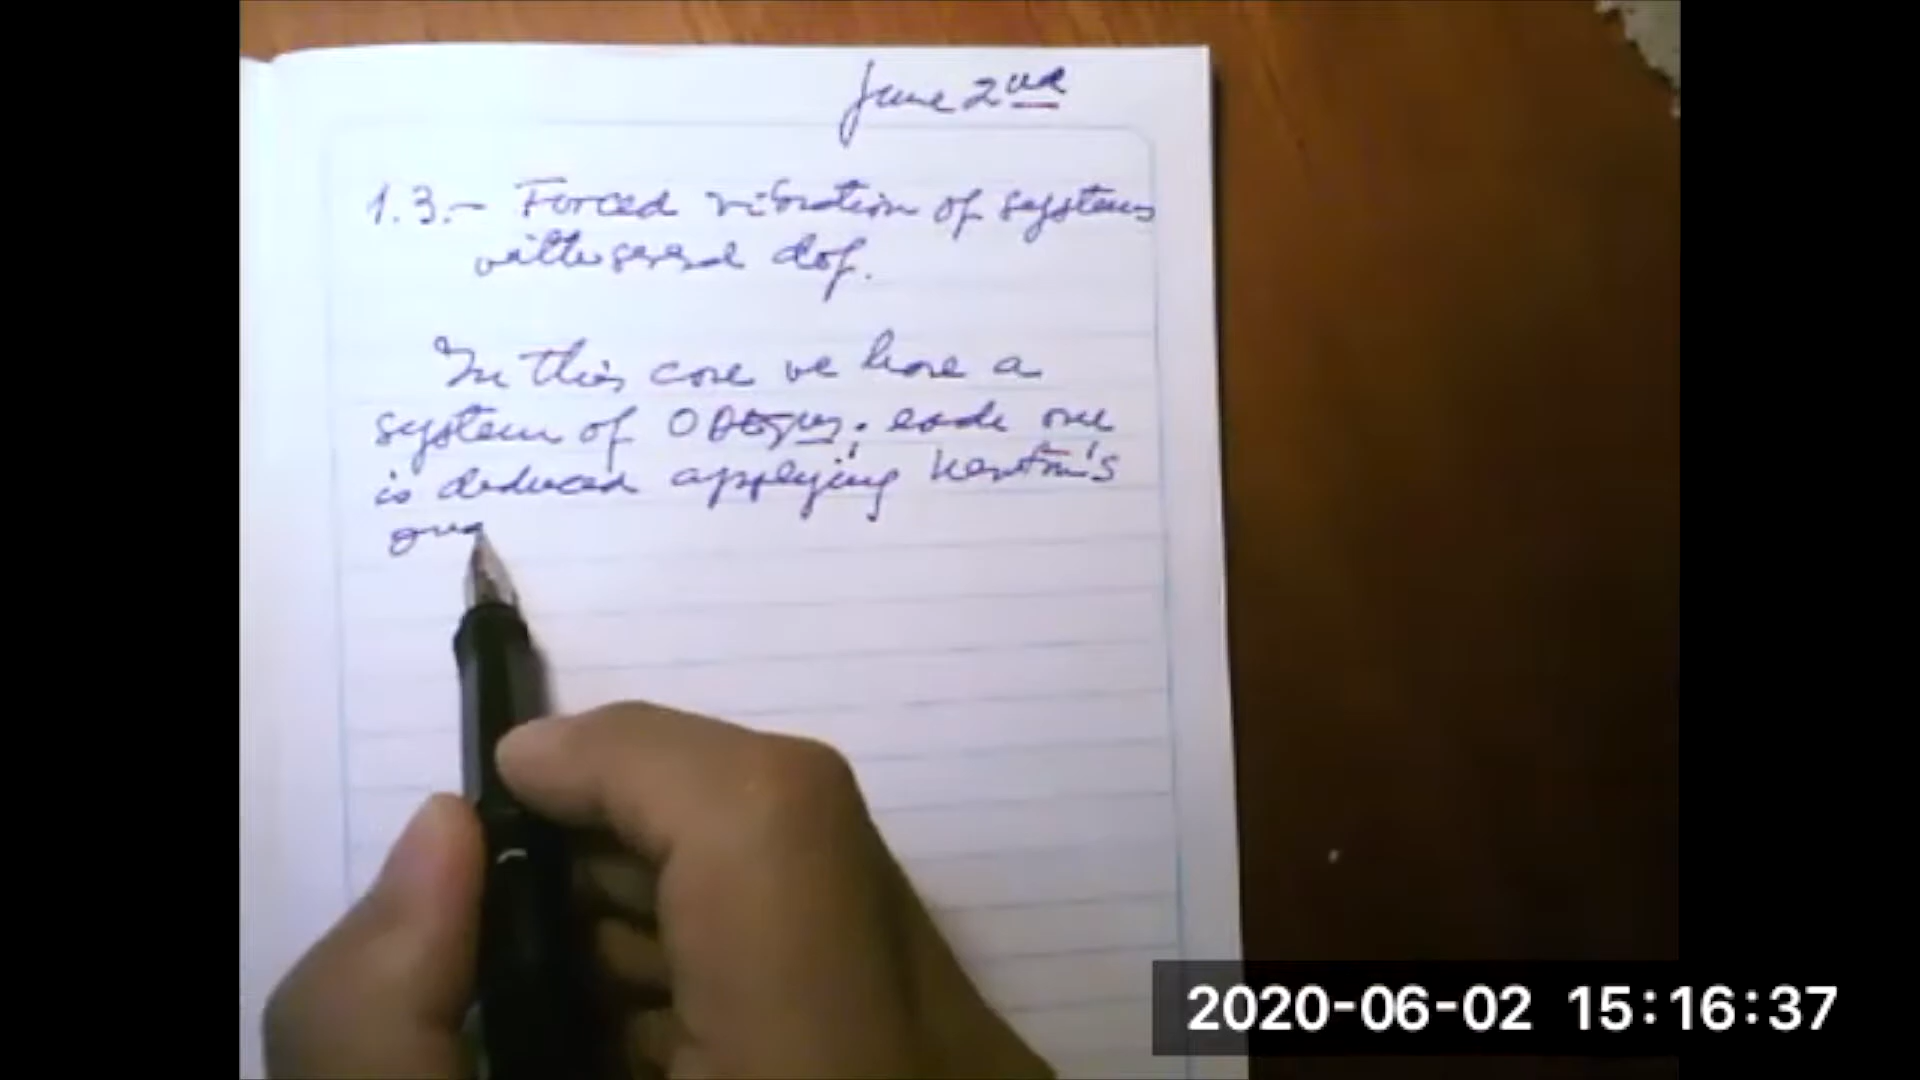 June 2nd
1.3.- Forced vibration of systems
with several dof.
In this case we have a
system of each one
is deduced applying Newton's
2020-06-02 15:16:37